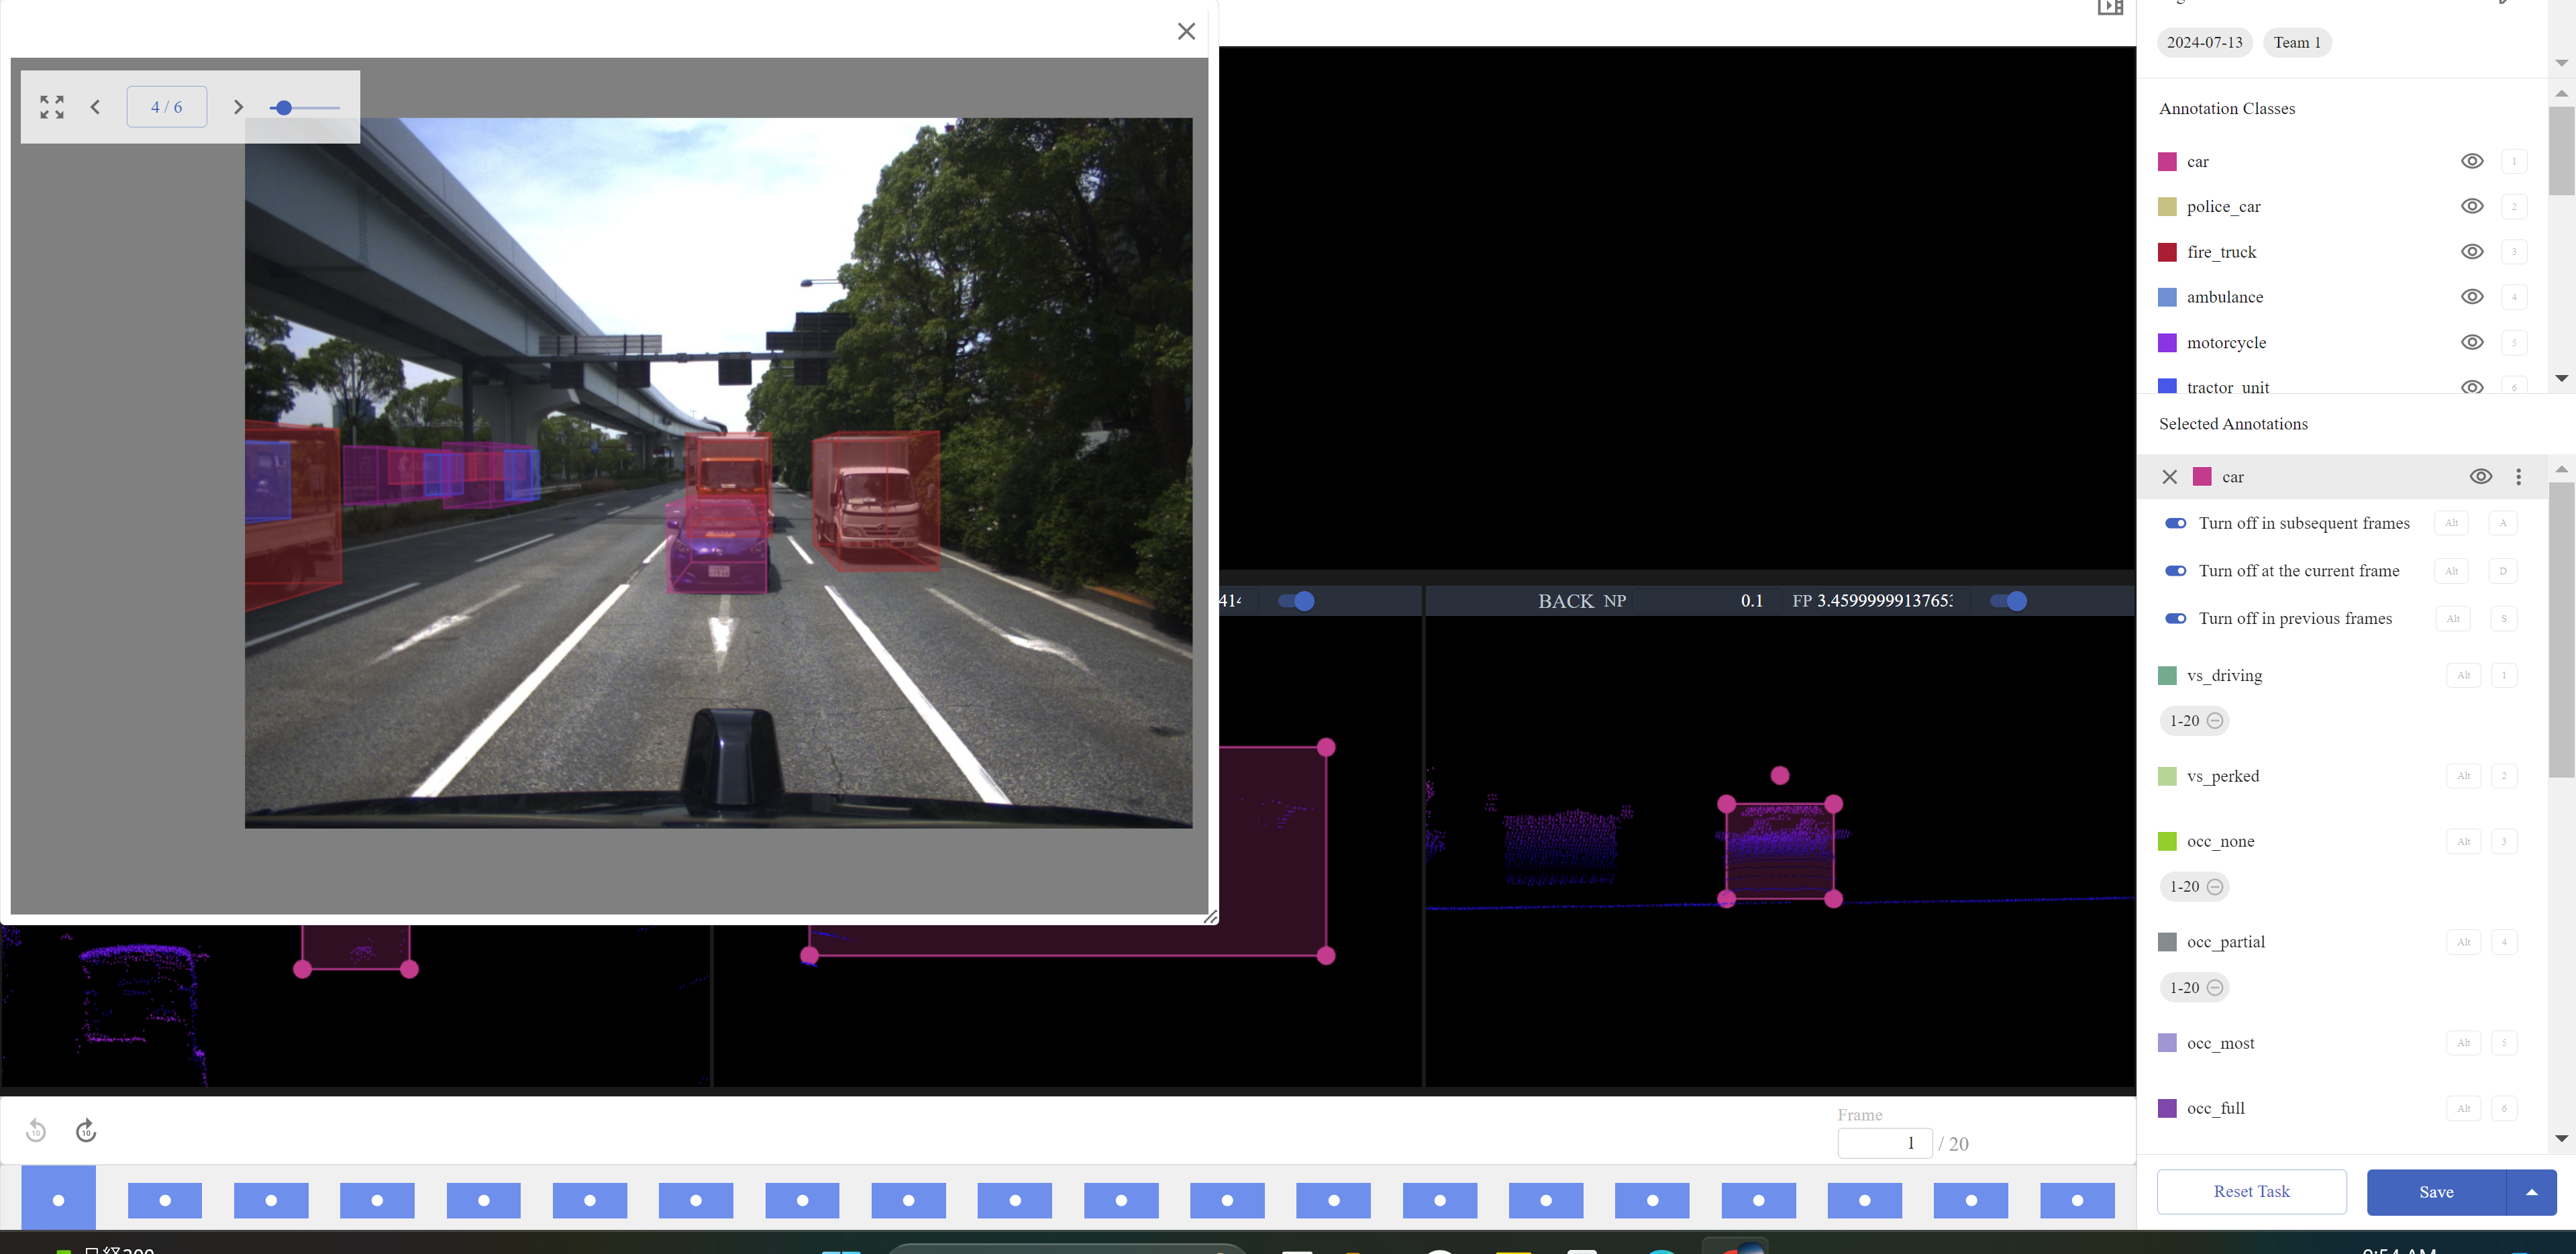 4 / 6
2024-07-13 Team 1
Annotation Classes
car 1
police_car 2
fire_truck 3
ambulance 4
motorcycle 5
tractor_unit 6
Selected Annotations
car
Turn off in subsequent frames Alt A
Turn off at the current frame Alt D
Turn off in previous frames Alt S
vs_driving Alt 1
1-20
vs_perked Alt 2
occ_none Alt 3
1-20
occ_partial Alt 4
1-20
occ_most Alt 5
occ_full Alt 6
414
BACK NP 0.1 FP 3.4599999913765
10
10
Frame
1 / 20
Reset Task
Save